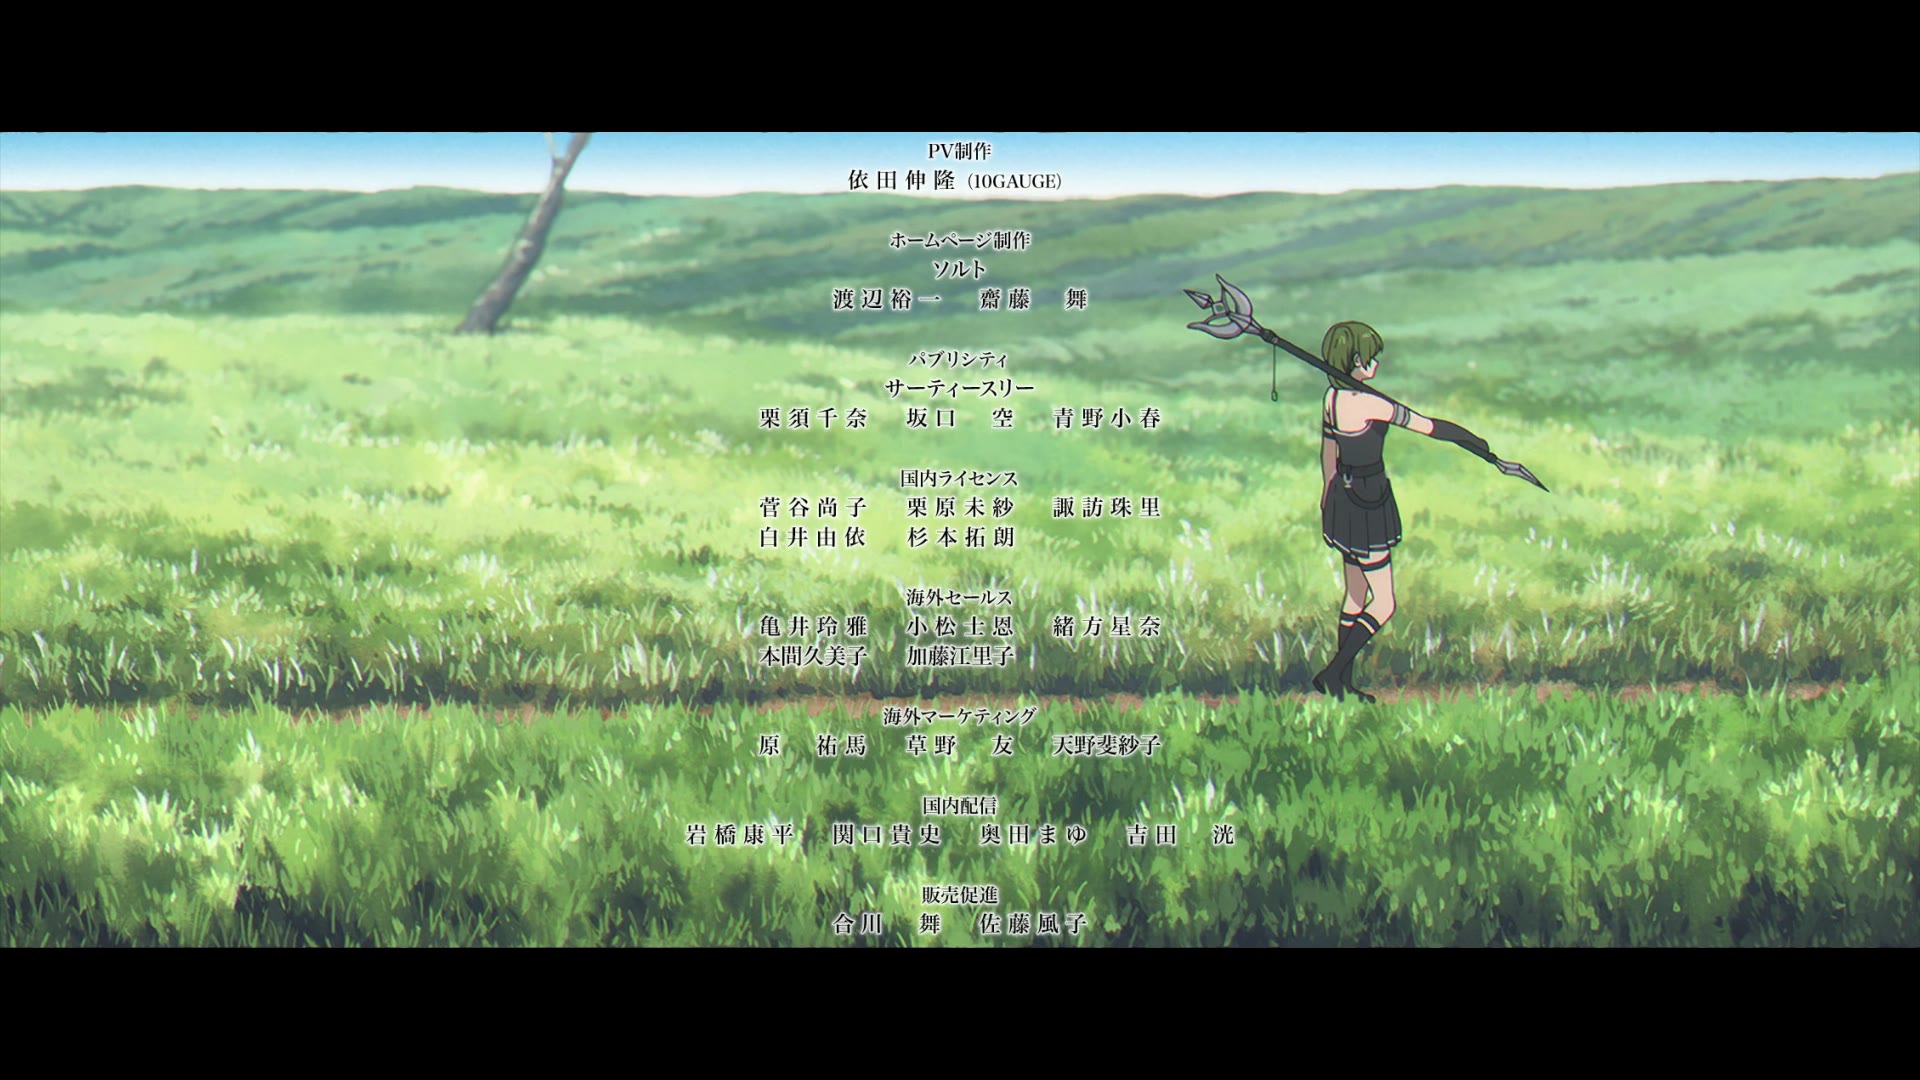 PV制作
依田伸隆 (10GAUGE)
ホームページ制作
ソルト
渡辺裕一 齋藤 舞
パブリシティ
サーティースリー
栗須千奈 坂口 空 青野小春
国内ライセンス
菅谷尚子 栗原未紗 諏訪珠里
白井由依 杉本拓朗
海外セールス
亀井玲雅 小松士恩 緒方星奈
本間久美子 加藤江里子
海外マーケティング
原 祐馬 草野 友 天野斐紗子
国内配信
岩橋康平 関口貴史 奥田まゆ 吉田 洸
販売促進
合川 舞 佐藤風子